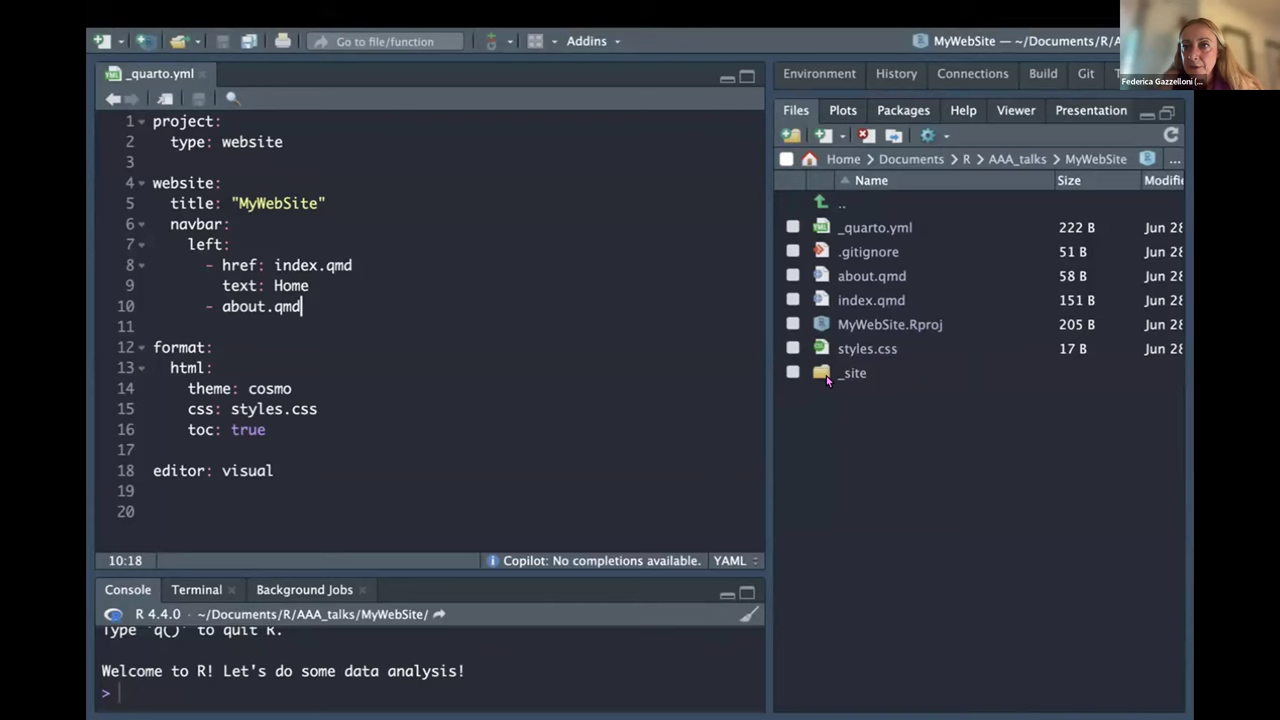 Go to file/function
Addins
MyWebSite — ~/Documents/R/A
Federica Gazzelloni (...
_quarto.yml
1 project:
2 type: website
3
4 website:
5 title: "MyWebSite"
6 navbar:
7 left:
8 - href: index.qmd
9 text: Home
10 - about.qmd
11
12 format:
13 html:
14 theme: cosmo
15 css: styles.css
16 toc: true
17
18 editor: visual
19
20
10:18
Copilot: No completions available.
YAML
Console Terminal Background Jobs
R 4.4.0 · ~/Documents/R/AAA_talks/MyWebSite/
Type 'q()' to quit R.
Welcome to R! Let's do some data analysis!
>
Environment History Connections Build Git T
Files Plots Packages Help Viewer Presentation
Home > Documents > R > AAA_talks > MyWebSite ...
Name Size Modifi
..
_quarto.yml 222 B Jun 28
.gitignore 51 B Jun 28
about.qmd 58 B Jun 28
index.qmd 151 B Jun 28
MyWebSite.Rproj 205 B Jun 28
styles.css 17 B Jun 28
_site